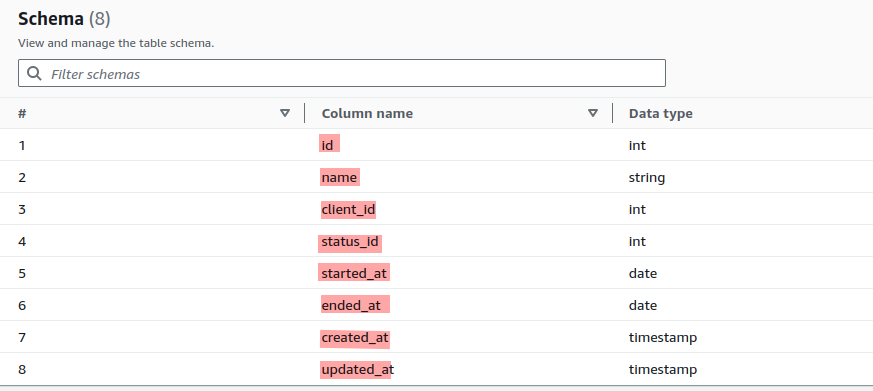 Schema (8)
View and manage the table schema.
Filter schemas
# Column name Data type
1 id int
2 name string
3 client_id int
4 status_id int
5 started_at date
6 ended_at date
7 created_at timestamp
8 updated_at timestamp